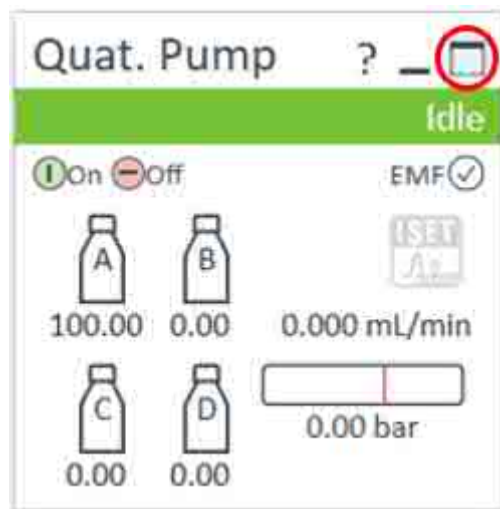 Quat. Pump ?
Idle
On Off EMF
ISET
A B
100.00 0.00 0.000 mL/min
C D
0.00 bar
0.00 0.00